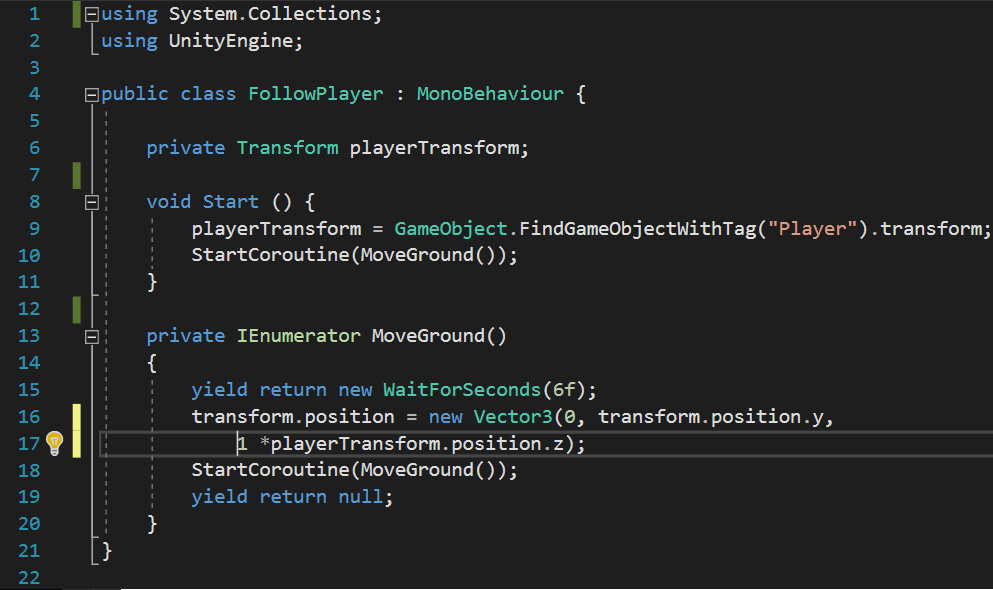 1 using System.Collections;
2 using UnityEngine;
3
4 public class FollowPlayer : MonoBehaviour {
5
6 private Transform playerTransform;
7
8 void Start () {
9 playerTransform = GameObject.FindGameObjectWithTag("Player").transform;
10 StartCoroutine(MoveGround());
11 }
12
13 private IEnumerator MoveGround()
14 {
15 yield return new WaitForSeconds(6f);
16 transform.position = new Vector3(0, transform.position.y,
17 1 *playerTransform.position.z);
18 StartCoroutine(MoveGround());
19 yield return null;
20 }
21 }
22